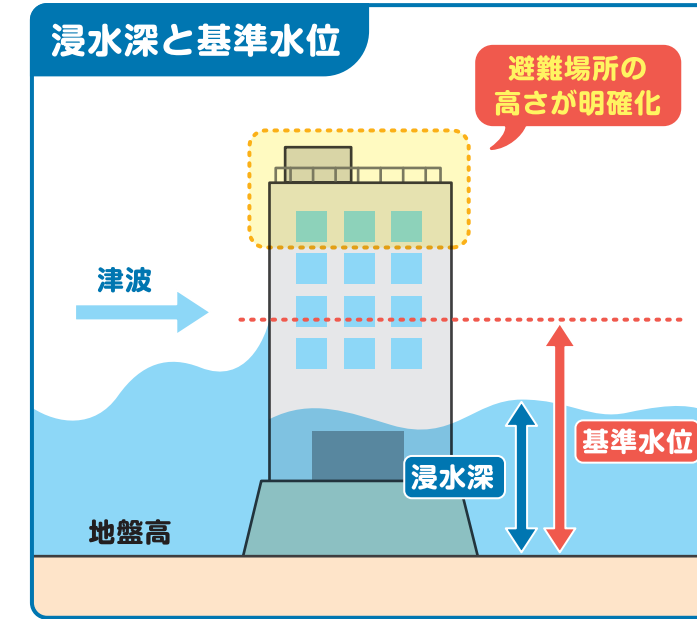 浸水深と基準水位
避難場所の
高さが明確化
津波
基準水位
浸水深
地盤高